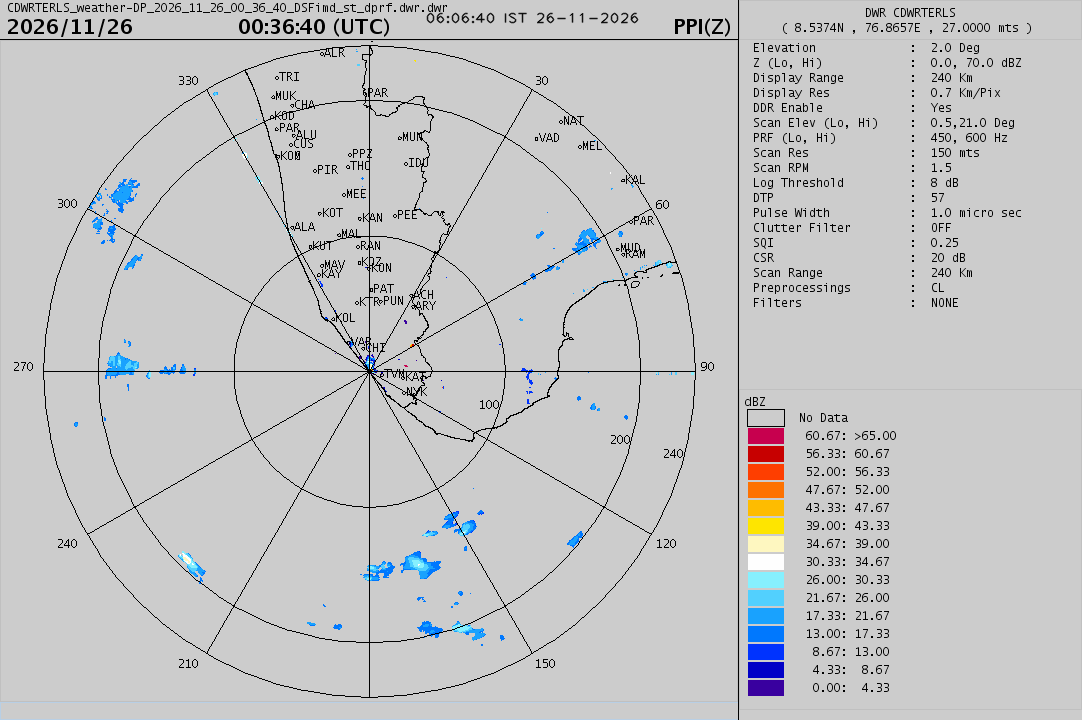 CDWRTERLS_weather-DP_2026_11_26_00_36_40_DSFimd_st_dprf.dwr.dwr
2026/11/26 00:36:40 (UTC) 06:06:40 IST 26-11-2026 PPI(Z)
DWR CDWRTERLS
( 8.5374N , 76.8657E , 27.0000 mts )
Elevation : 2.0 Deg
Z (Lo, Hi) : 0.0, 70.0 dBZ
Display Range : 240 Km
Display Res : 0.7 Km/Pix
DDR Enable : Yes
Scan Elev (Lo, Hi) : 0.5,21.0 Deg
PRF (Lo, Hi) : 450, 600 Hz
Scan Res : 150 mts
Scan RPM : 1.5
Log Threshold : 8 dB
DTP : 57
Pulse Width : 1.0 micro sec
Clutter Filter : OFF
SQI : 0.25
CSR : 20 dB
Scan Range : 240 Km
Preprocessings : CL
Filters : NONE
dBZ
No Data
60.67: >65.00
56.33: 60.67
52.00: 56.33
47.67: 52.00
43.33: 47.67
39.00: 43.33
34.67: 39.00
30.33: 34.67
26.00: 30.33
21.67: 26.00
17.33: 21.67
13.00: 17.33
8.67: 13.00
4.33: 8.67
0.00: 4.33
ALR
TRI
330
30
PAR
MUK
CHA
KOD
NAT
PAR
ALU
MUN
VAD
CUS
MEL
PPZ
IDU
THO
PIR
KAL
MEE
300
60
KOT
KAN
PEE
PAR
ALA
MAL
KUT
RAN
MUD
RAM
KOZ
MAV
KON
KAY
PAT
ACH
KTR
PUN
ARY
KOL
VAR
CHI
270
90
TVM
KAT
NYK
100
200
240
240
120
210
150